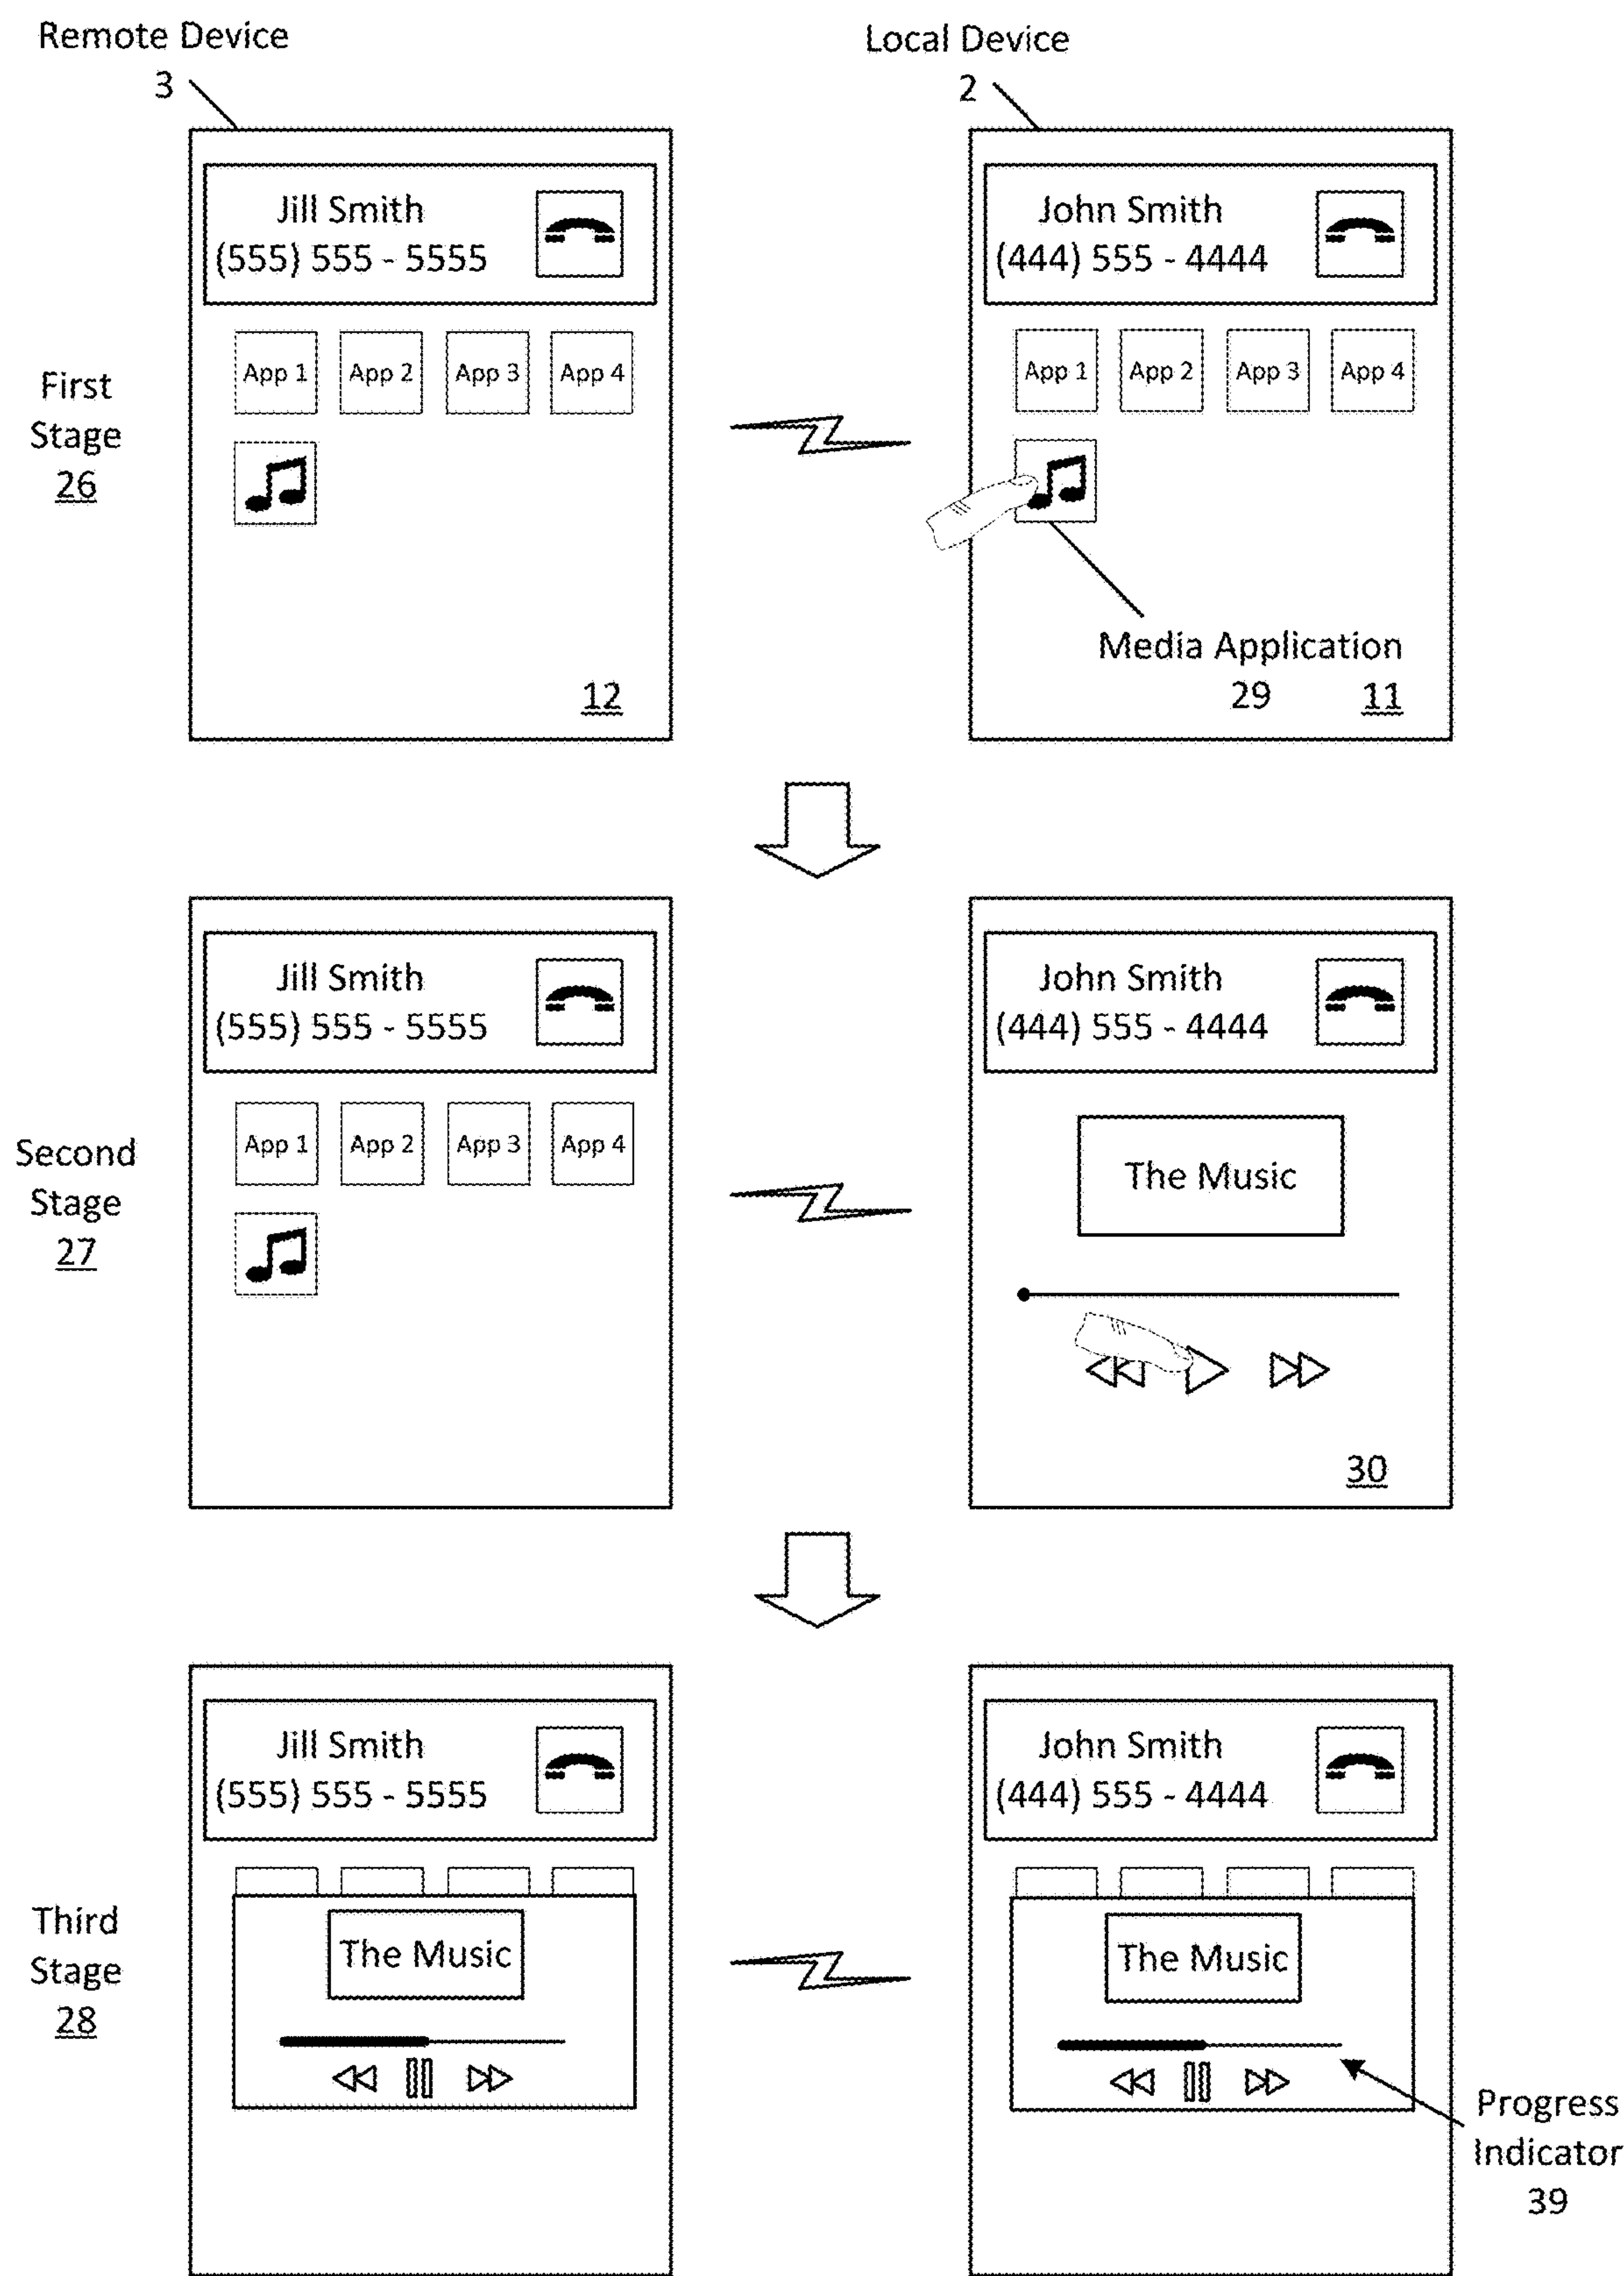 Remote Device
3
Local Device
2
First
Stage
26
Jill Smith
(555) 555 - 5555
App 1 App 2 App 3 App 4
12
John Smith
(444) 555 - 4444
App 1 App 2 App 3 App 4
Media Application
29
11
Second
Stage
27
Jill Smith
(555) 555 - 5555
App 1 App 2 App 3 App 4
John Smith
(444) 555 - 4444
The Music
30
Third
Stage
28
Jill Smith
(555) 555 - 5555
The Music
John Smith
(444) 555 - 4444
The Music
Progress
Indicator
39